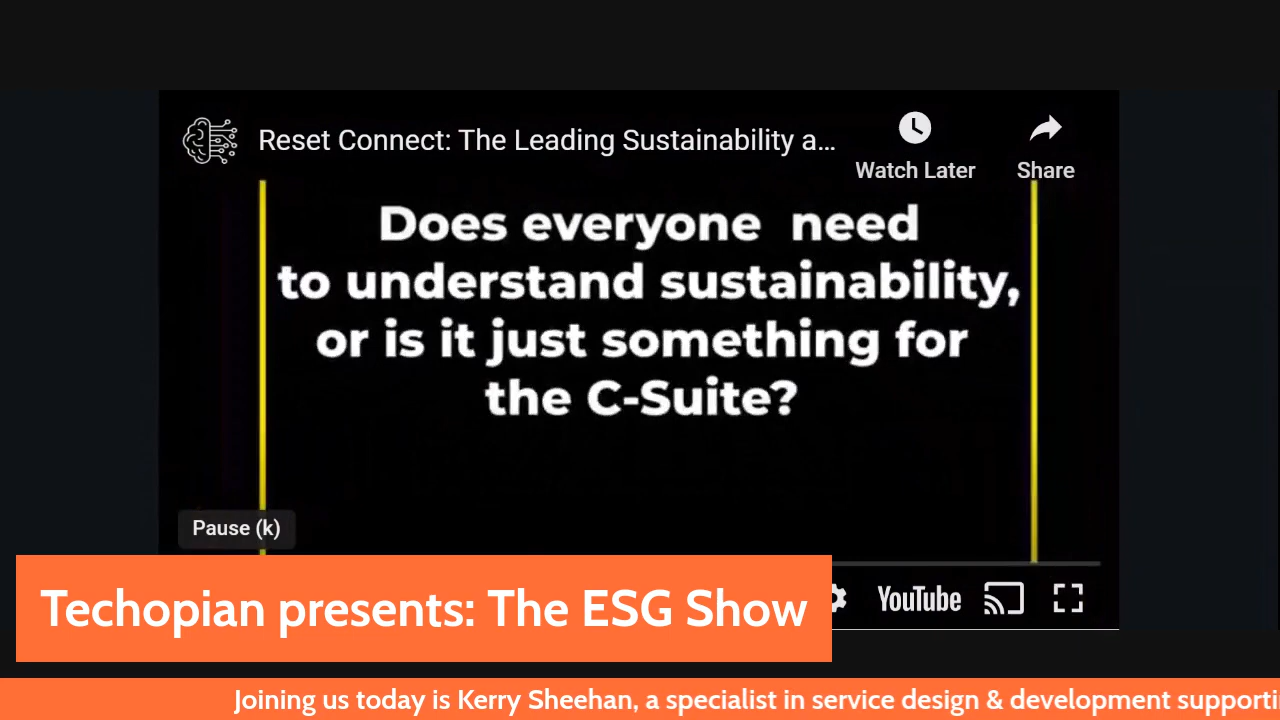 Reset Connect: The Leading Sustainability a...
Watch Later
Share
Does everyone need
to understand sustainability,
or is it just something for
the C-Suite?
Pause (k)
Techopian presents: The ESG Show
YouTube
Joining us today is Kerry Sheehan, a specialist in service design & development supporti